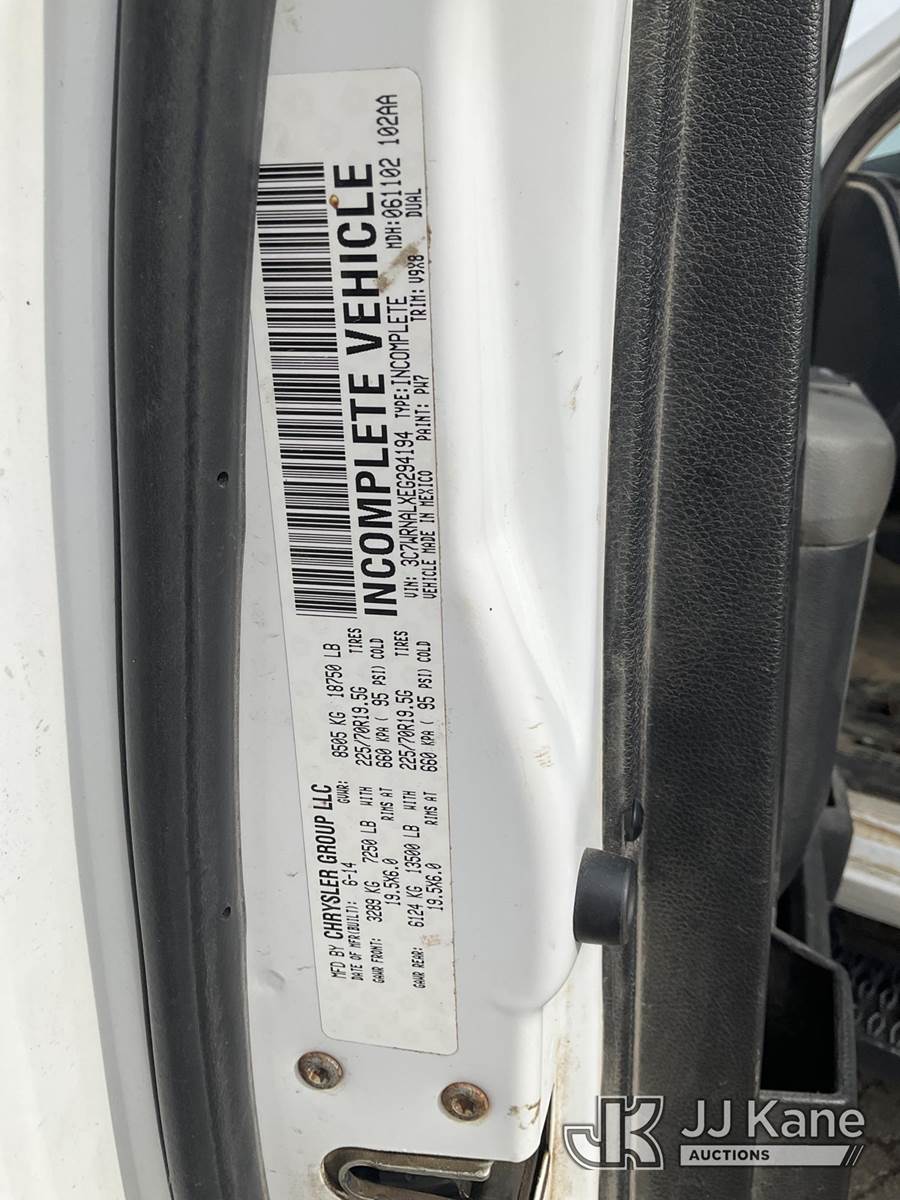 MFD BY CHRYSLER GROUP LLC
DATE OF MFR(BUILT): 6-14 GVWR: 8505 KG 18750 LB
GAWR FRONT: 3289 KG 7250 LB WITH 225/70R19.5G TIRES
19.5X6.0 RIMS AT 660 KPA ( 95 PSI) COLD
GAWR REAR: 6124 KG 13500 LB WITH 225/70R19.5G TIRES
19.5X6.0 RIMS AT 660 KPA ( 95 PSI) COLD
INCOMPLETE VEHICLE
MDH:061102 102AA
VIN: 3C7WRNALXEG294194 TYPE:INCOMPLETE DUAL
VEHICLE MADE IN MEXICO PAINT: PW7 TRIM: V9X8
JK JJ Kane
AUCTIONS